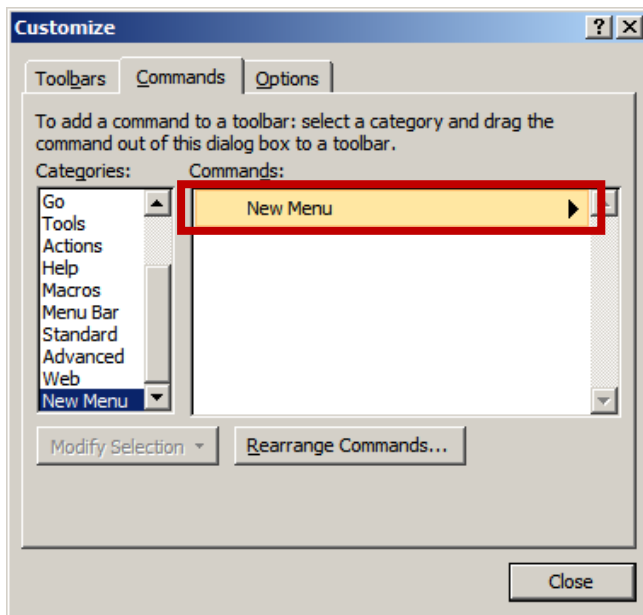 Customize
Toolbars Commands Options
To add a command to a toolbar: select a category and drag the
command out of this dialog box to a toolbar.
Categories: Commands:
Go
Tools
Actions
Help
Macros
Menu Bar
Standard
Advanced
Web
New Menu
New Menu
Modify Selection Rearrange Commands...
Close